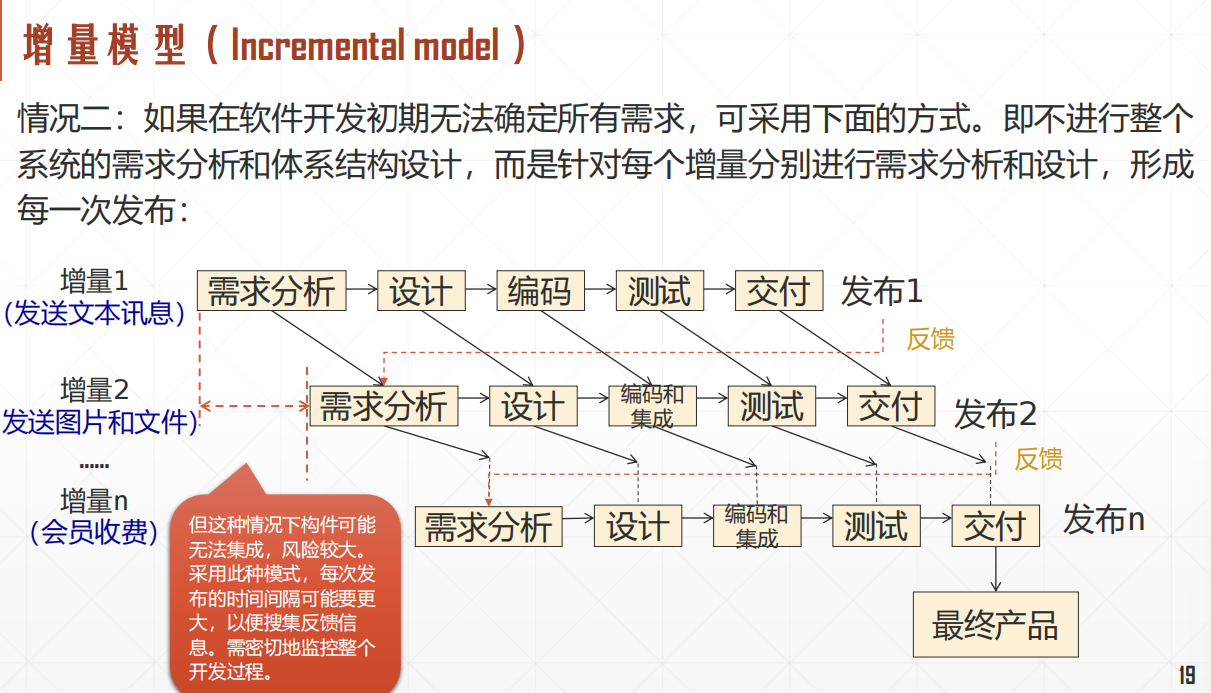 增量模型（Incremental model）
情况二：如果在软件开发初期无法确定所有需求，可采用下面的方式。即不进行整个
系统的需求分析和体系结构设计，而是针对每个增量分别进行需求分析和设计，形成
每一次发布：
增量1
（发送文本讯息）
需求分析 设计 编码 测试 交付 发布1
反馈
增量2
发送图片和文件）
需求分析 设计 编码和
集成 测试 交付 发布2
反馈
……
增量n
（会员收费）
需求分析 设计 编码和
集成 测试 交付 发布n
但这种情况下构件可能
无法集成，风险较大。
采用此种模式，每次发
布的时间间隔可能要更
大，以便搜集反馈信
息。需密切地监控整个
开发过程。
最终产品
19